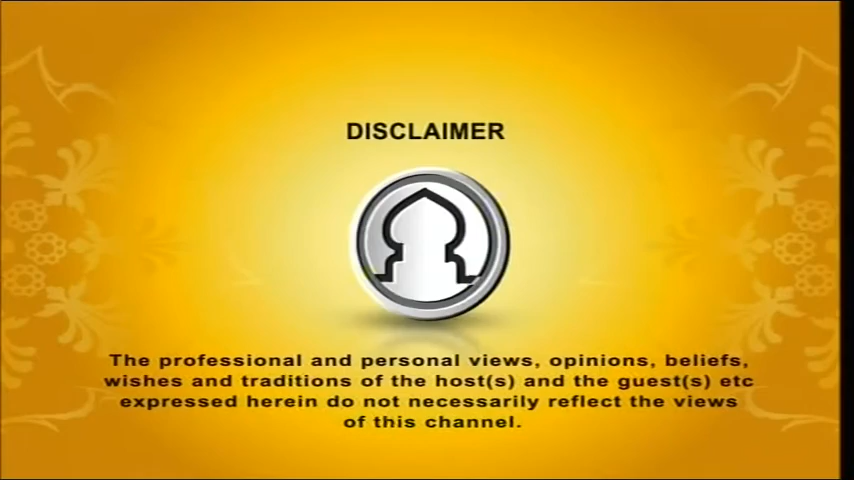 DISCLAIMER
The professional and personal views, opinions, beliefs,
wishes and traditions of the host(s) and the guest(s) etc
expressed herein do not necessarily reflect the views
of this channel.